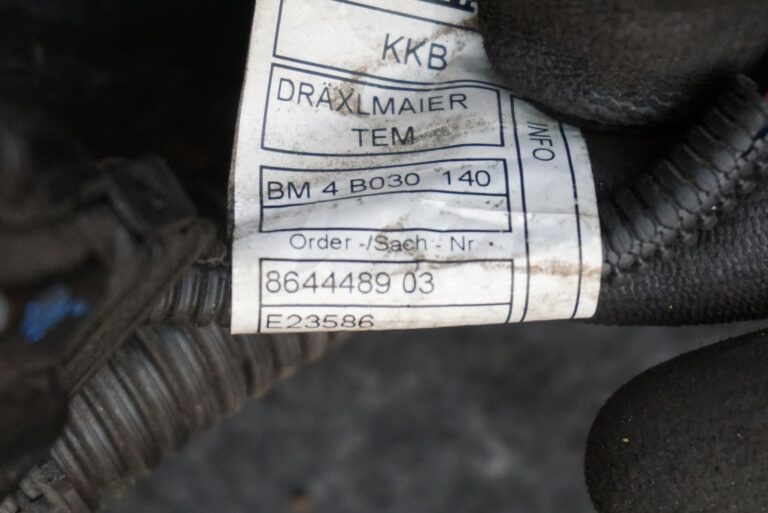 KKB
DRÄXLMAIER
TEM
INFO
BM 4 B030 140
Order -/Sach - Nr.
8644489 03
E23586